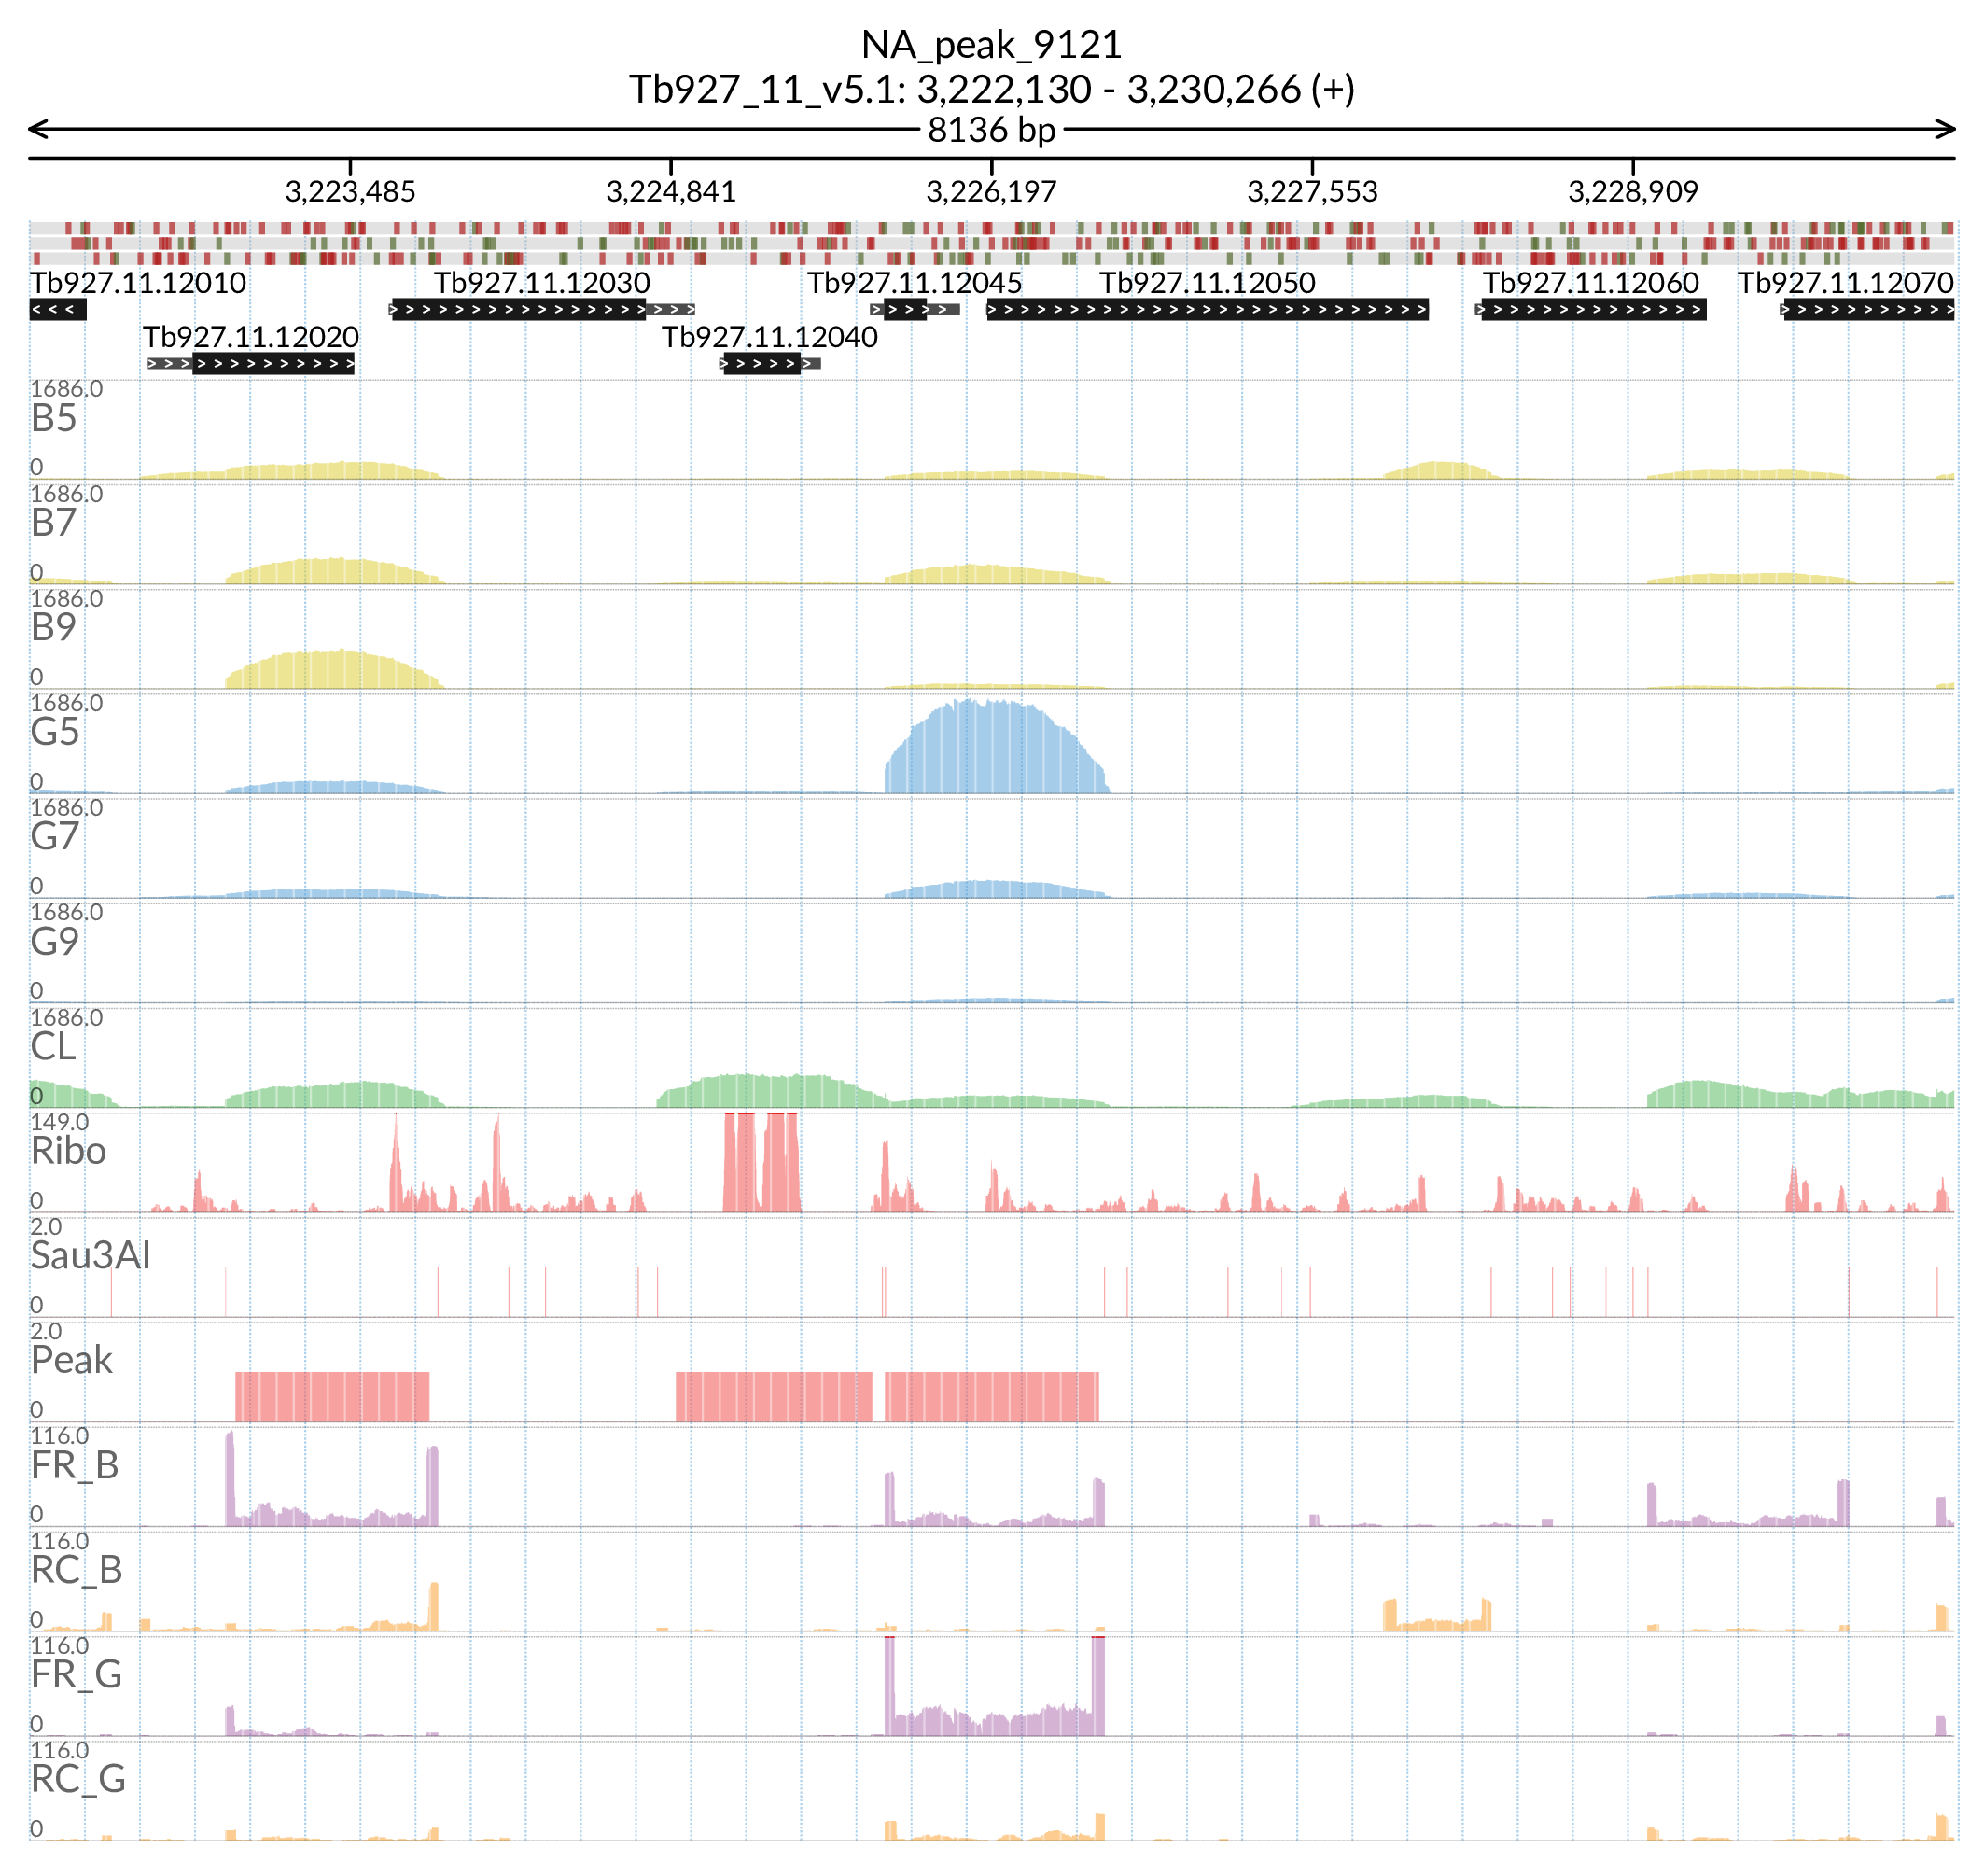 NA_peak_9121
Tb927_11_v5.1: 3,222,130 - 3,230,266 (+)
8136 bp
3,223,485 3,224,841 3,226,197 3,227,553 3,228,909
Tb927.11.12010 Tb927.11.12030 Tb927.11.12045 Tb927.11.12050 Tb927.11.12060 Tb927.11.12070
Tb927.11.12020 Tb927.11.12040
1686.0
B5
0
1686.0
B7
0
1686.0
B9
0
1686.0
G5
0
1686.0
G7
0
1686.0
G9
0
1686.0
CL
0
149.0
Ribo
0
2.0
Sau3AI
0
2.0
Peak
0
116.0
FR_B
0
116.0
RC_B
0
116.0
FR_G
0
116.0
RC_G
0